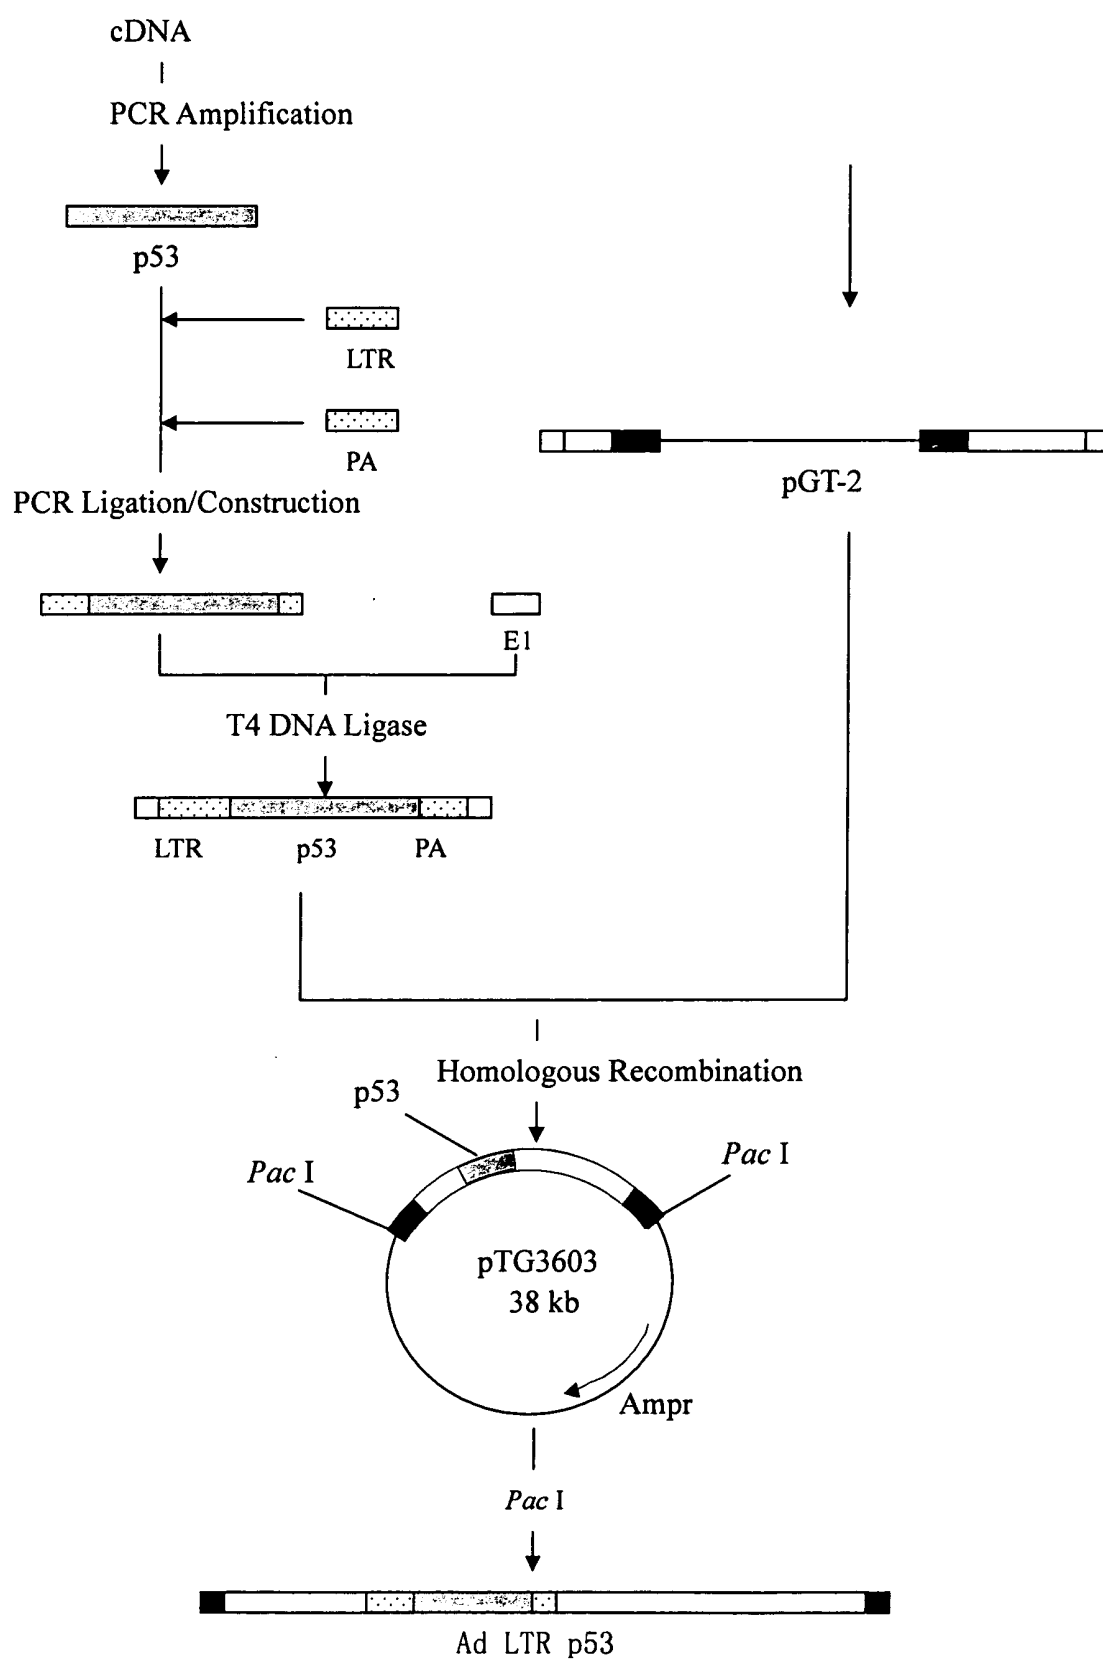 cDNA
PCR Amplification
p53
LTR
PA
pGT-2
PCR Ligation/Construction
E1
T4 DNA Ligase
LTR p53 PA
Homologous Recombination
p53
Pac I
Pac I
pTG3603
38 kb
Ampr
Pac I
Ad LTR p53